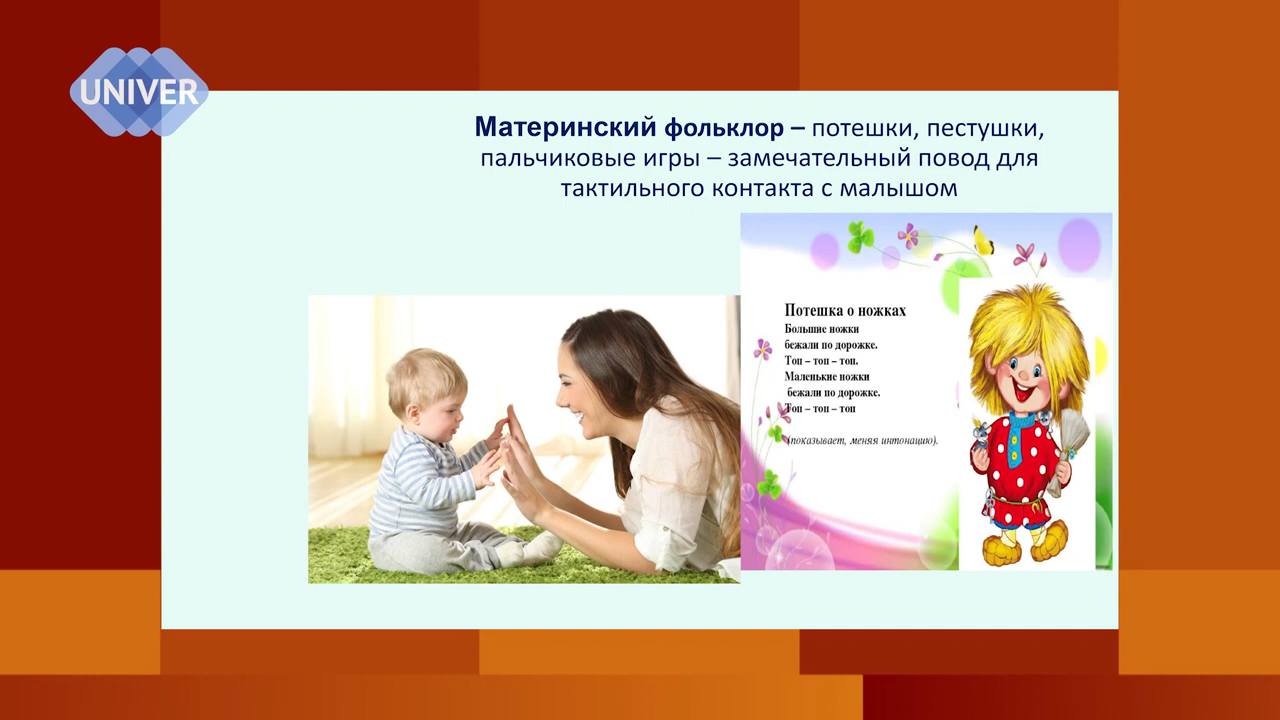 UNIVER
Материнский фольклор – потешки, пестушки,
пальчиковые игры – замечательный повод для
тактильного контакта с малышом
Потешка о ножках
Большие ножки
бежали по дорожке.
Топ – топ – топ.
Маленькие ножки
бежали по дорожке.
Топ – топ – топ
(показывает, меняя интонацию).